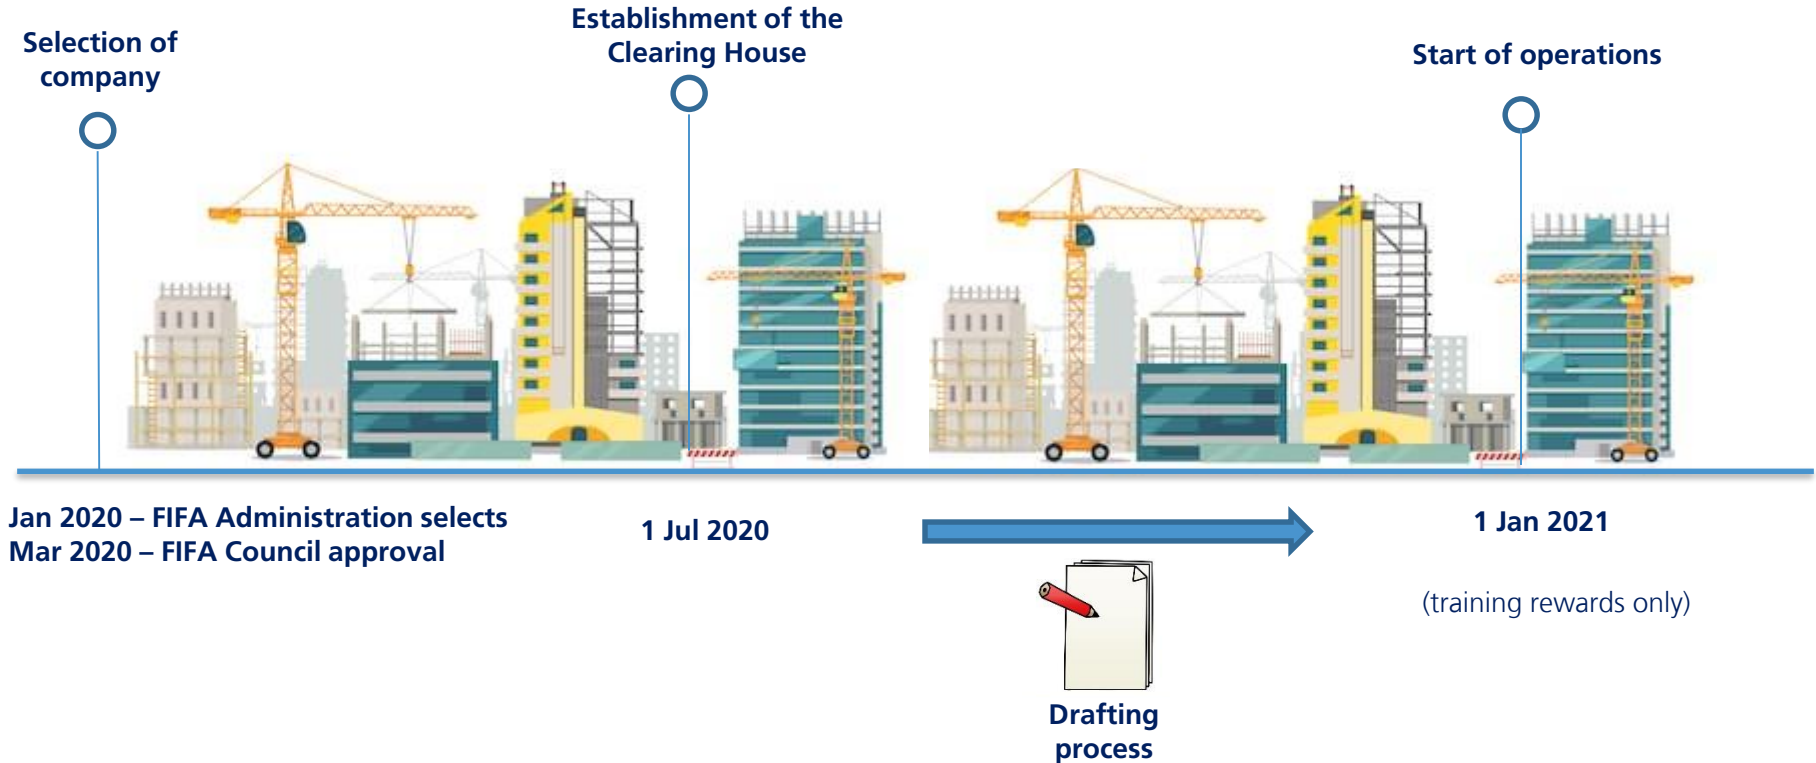 Selection of
company
Establishment of the
Clearing House
Start of operations
Jan 2020 – FIFA Administration selects
Mar 2020 – FIFA Council approval
1 Jul 2020
1 Jan 2021
(training rewards only)
Drafting
process